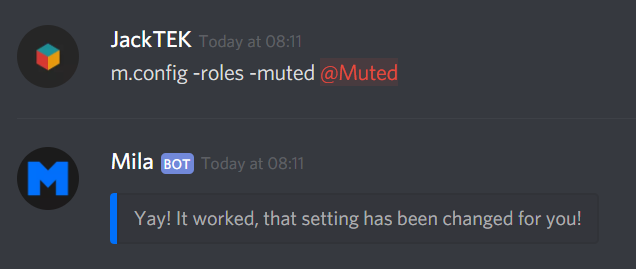 JackTEK Today at 08:11
m.config -roles -muted @Muted
M
Mila BOT Today at 08:11
Yay! It worked, that setting has been changed for you!